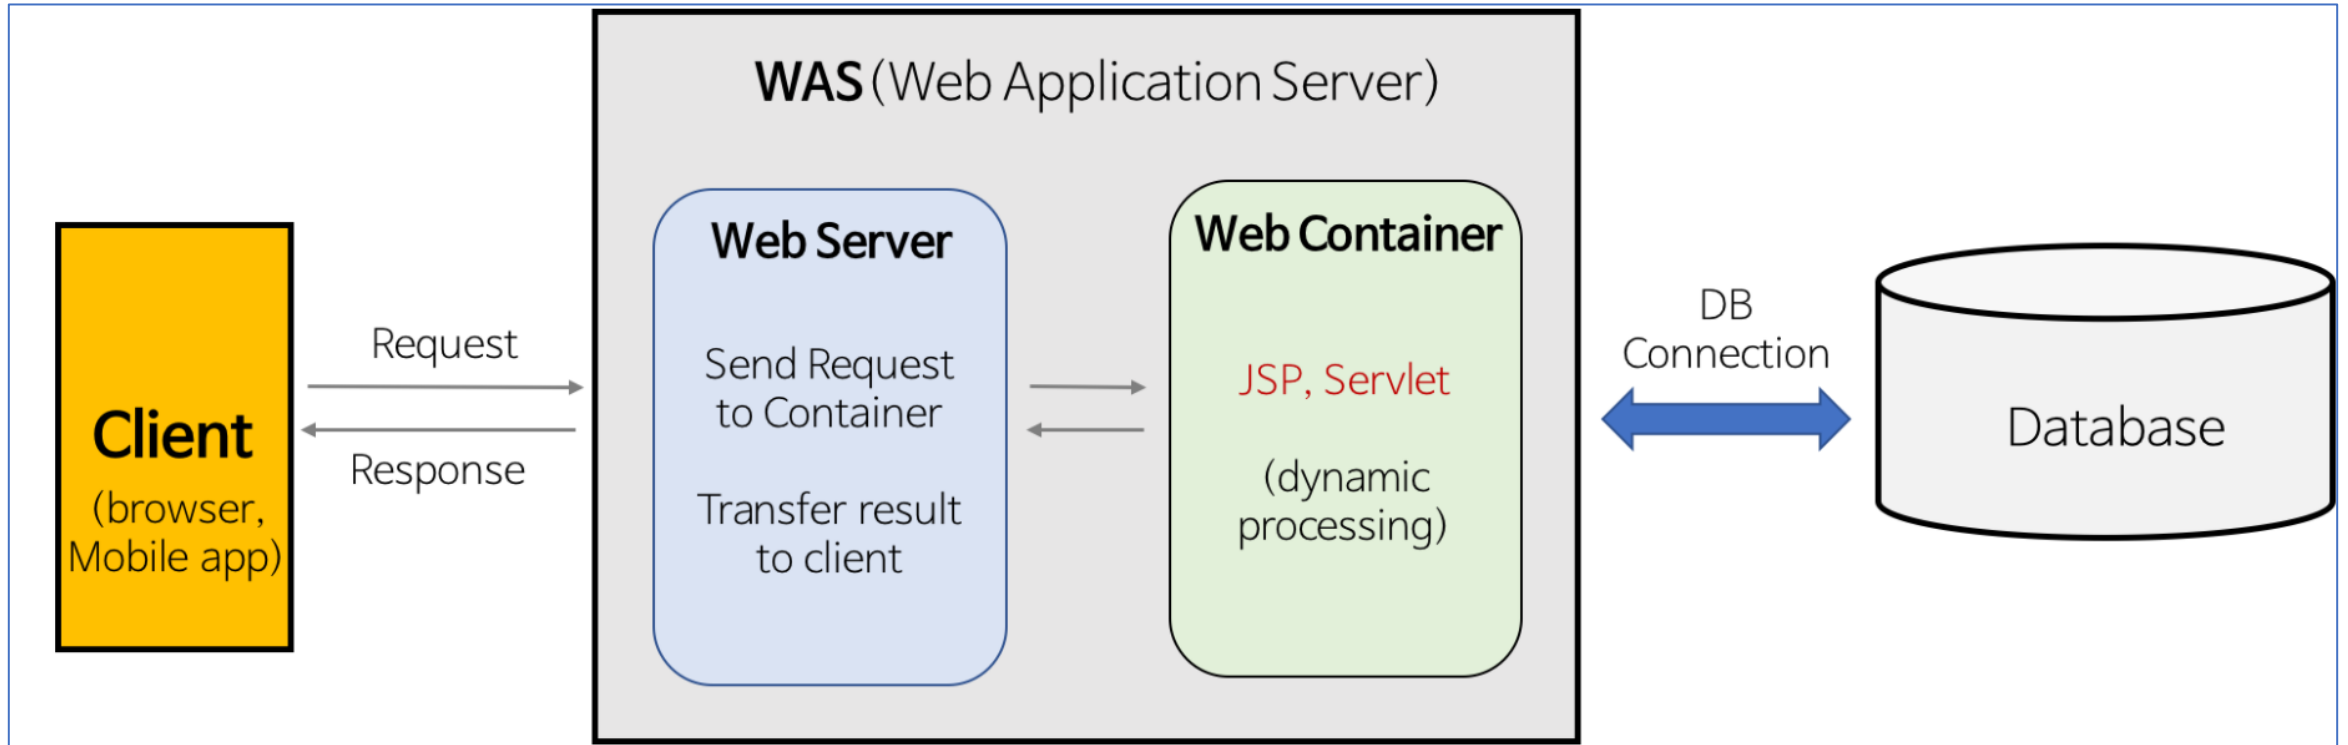 WAS (Web Application Server)
Client
(browser,
Mobile app)
Request
Response
Web Server
Send Request
to Container
Transfer result
to client
Web Container
JSP, Servlet
(dynamic
processing)
DB
Connection
Database